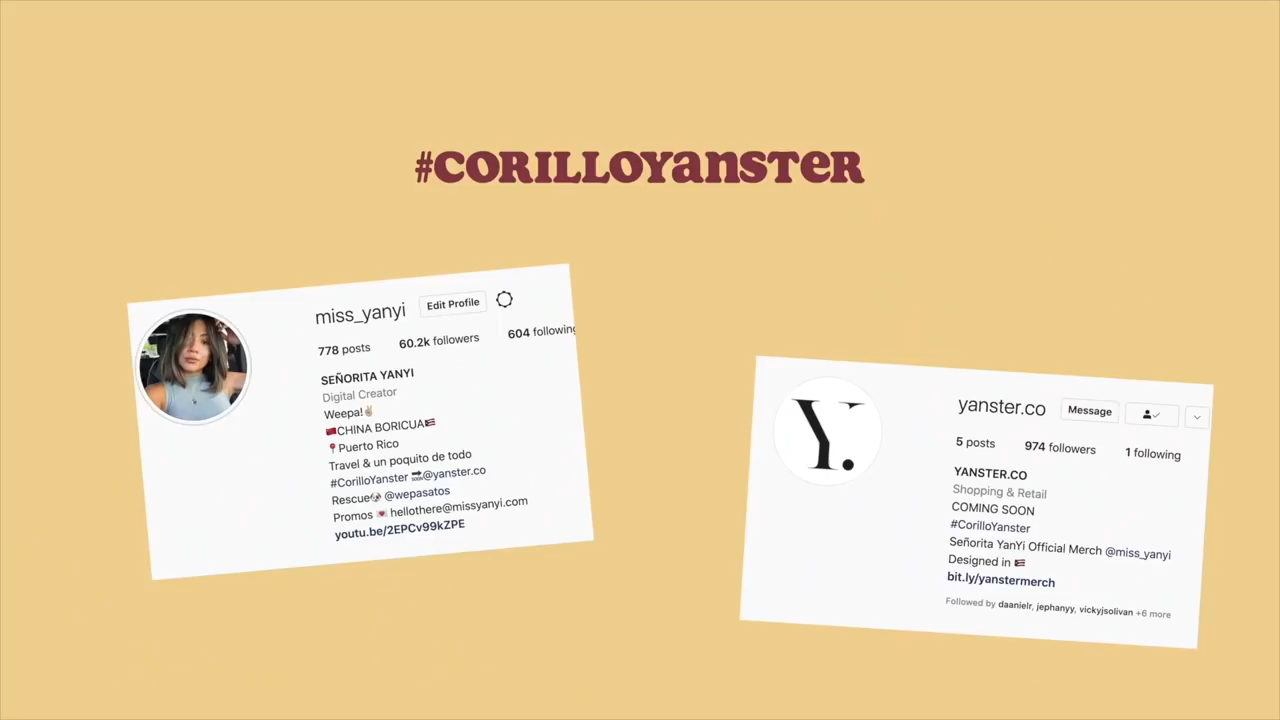 #CORILLOYansTeR
miss_yanyi Edit Profile
778 posts 60.2k followers 604 following
SEÑORITA YANYI
Digital Creator
Weepa!✌🏼
🇨🇳CHINA BORICUA🇵🇷
📍Puerto Rico
Travel & un poquito de todo
#CorilloYanster 🔜@yanster.co
Rescue🐶 @wepasatos
Promos 💌 hellothere@missyanyi.com
youtu.be/2EPCv99kZPE
Y.
yanster.co Message
5 posts 974 followers 1 following
YANSTER.CO
Shopping & Retail
COMING SOON
#CorilloYanster
Señorita YanYi Official Merch @miss_yanyi
Designed in 🇵🇷
bit.ly/yanstermerch
Followed by daanielr, jephanyy, vickyjsolivan +6 more